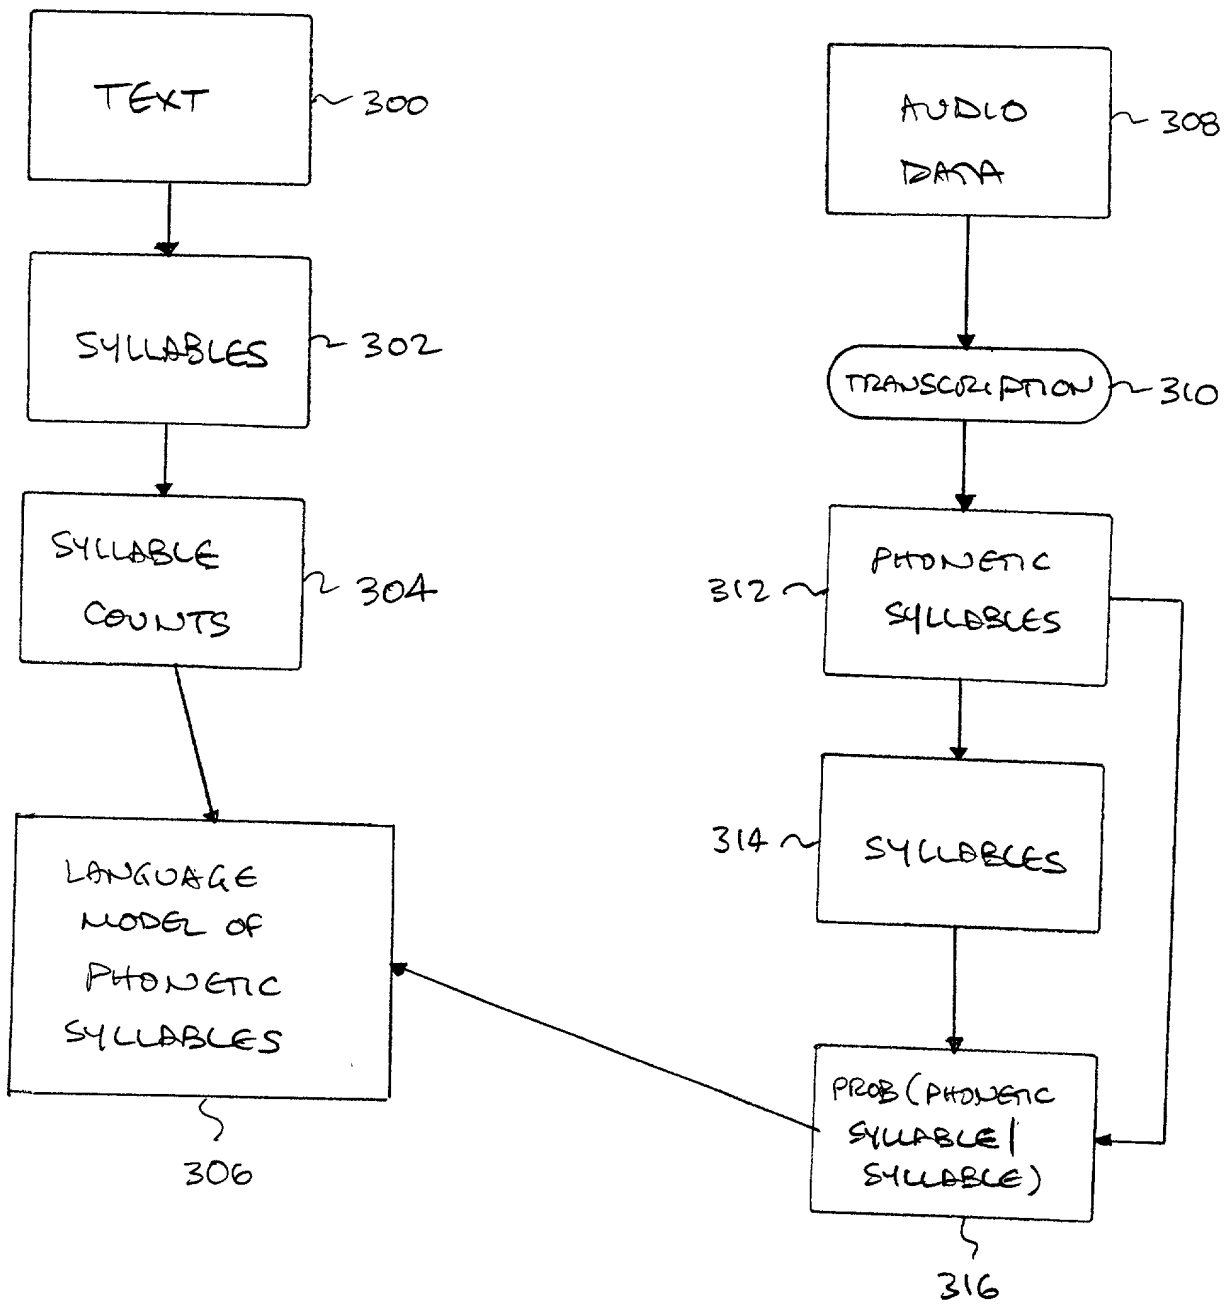 TEXT
300
SYLLABLES
302
SYLLABLE
COUNTS
304
LANGUAGE
MODEL OF
PHONETIC
SYLLABLES
306
AUDIO
DATA
308
TRANSCRIPTION
310
PHONETIC
SYLLABLES
312
SYLLABLES
314
PROB (PHONETIC
SYLLABLE |
SYLLABLE)
316